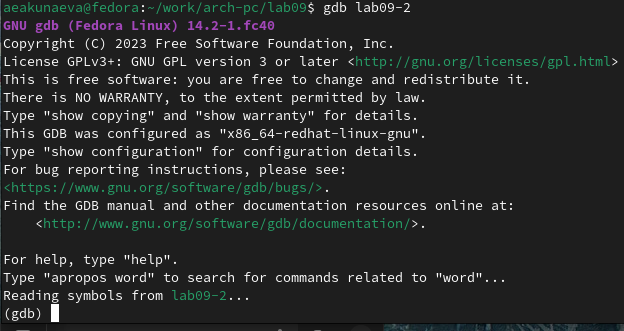 aeakunaeva@fedora:~/work/arch-pc/lab09$ gdb lab09-2
GNU gdb (Fedora Linux) 14.2-1.fc40
Copyright (C) 2023 Free Software Foundation, Inc.
License GPLv3+: GNU GPL version 3 or later <http://gnu.org/licenses/gpl.html>
This is free software: you are free to change and redistribute it.
There is NO WARRANTY, to the extent permitted by law.
Type "show copying" and "show warranty" for details.
This GDB was configured as "x86_64-redhat-linux-gnu".
Type "show configuration" for configuration details.
For bug reporting instructions, please see:
<https://www.gnu.org/software/gdb/bugs/>.
Find the GDB manual and other documentation resources online at:
    <http://www.gnu.org/software/gdb/documentation/>.

For help, type "help".
Type "apropos word" to search for commands related to "word"...
Reading symbols from lab09-2...
(gdb)